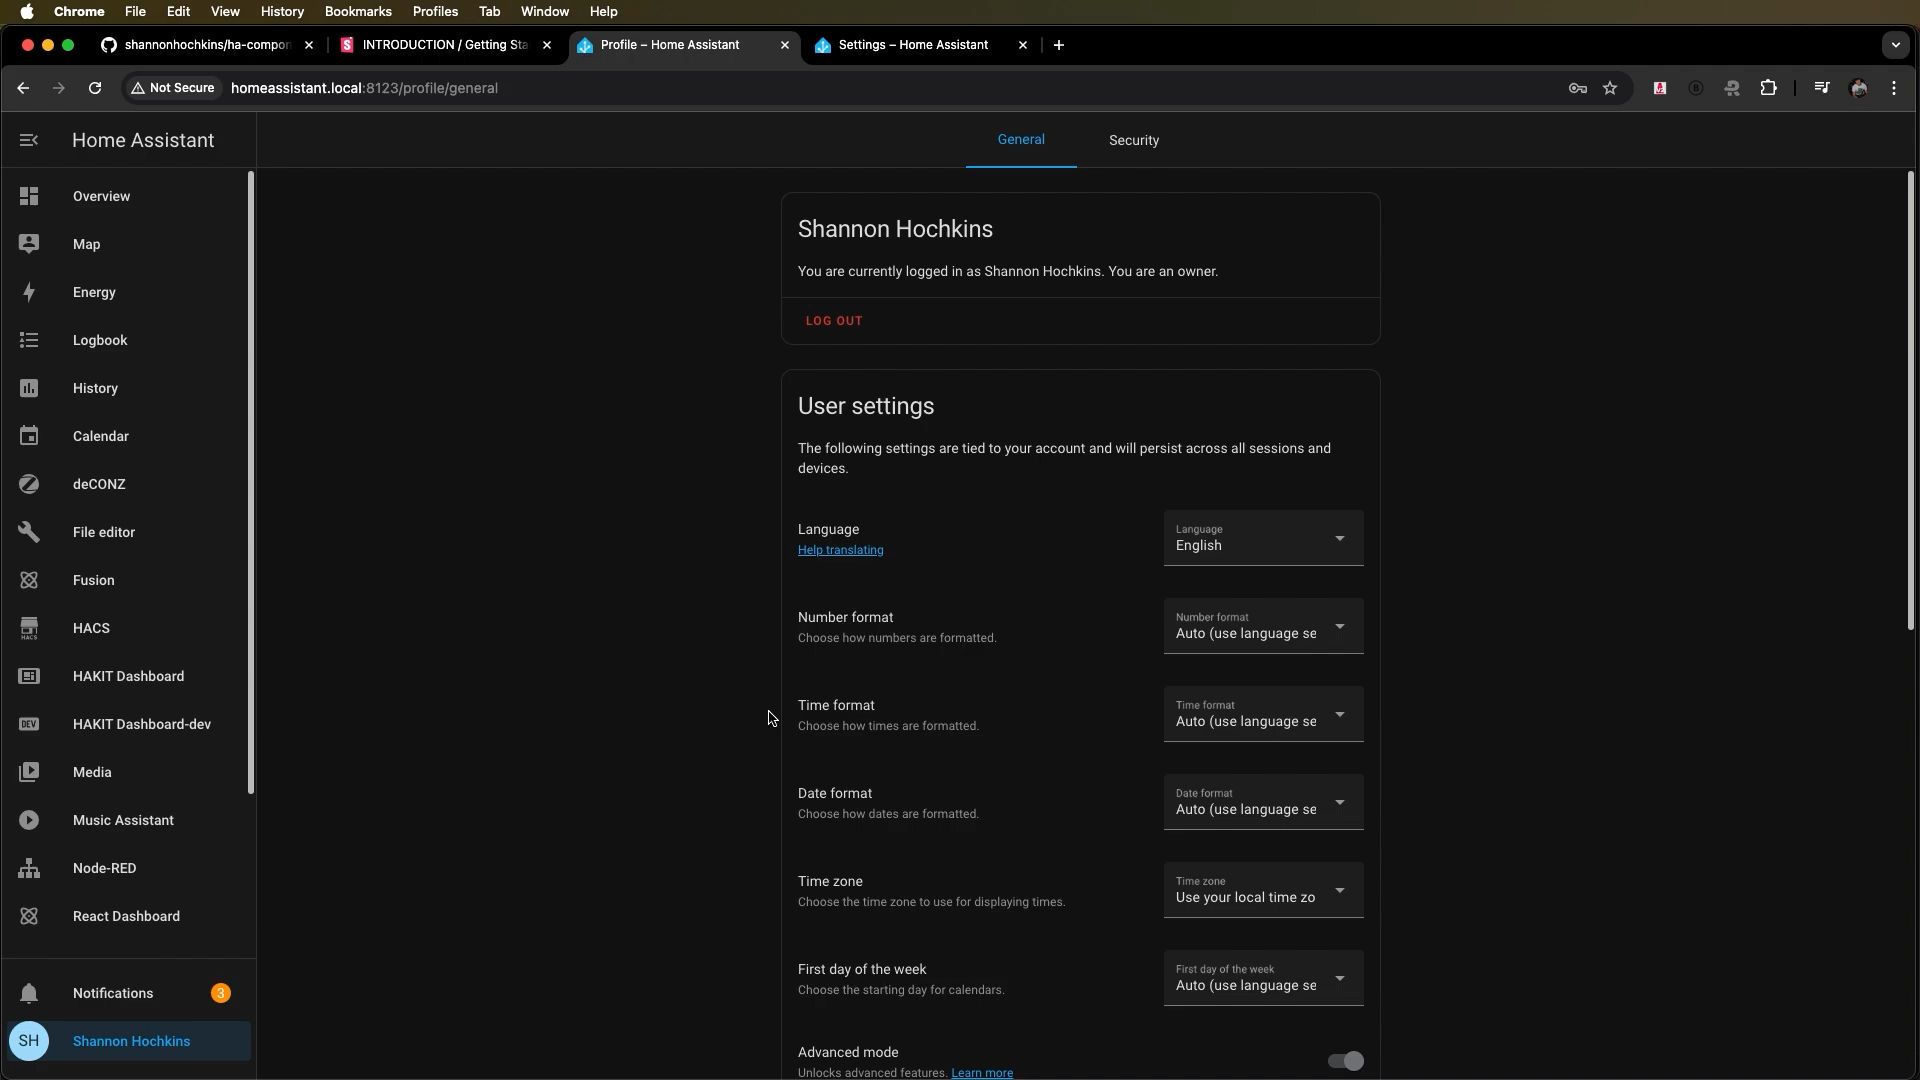 Chrome File Edit View History Bookmarks Profiles Tab Window Help
shannonhochkins/ha-compon INTRODUCTION / Getting Sta Profile – Home Assistant Settings – Home Assistant
Not Secure homeassistant.local:8123/profile/general
Home Assistant
General Security
Overview
Map
Energy
Logbook
History
Calendar
deCONZ
File editor
Fusion
HACS
HACS
HAKIT Dashboard
DEV
HAKIT Dashboard-dev
Media
Music Assistant
Node-RED
React Dashboard
Notifications 3
SH Shannon Hochkins
Shannon Hochkins
You are currently logged in as Shannon Hochkins. You are an owner.
LOG OUT
User settings
The following settings are tied to your account and will persist across all sessions and
devices.
Language
Help translating
Language
English
Number format
Choose how numbers are formatted.
Number format
Auto (use language se
Time format
Choose how times are formatted.
Time format
Auto (use language se
Date format
Choose how dates are formatted.
Date format
Auto (use language se
Time zone
Choose the time zone to use for displaying times.
Time zone
Use your local time zo
First day of the week
Choose the starting day for calendars.
First day of the week
Auto (use language se
Advanced mode
Unlocks advanced features. Learn more